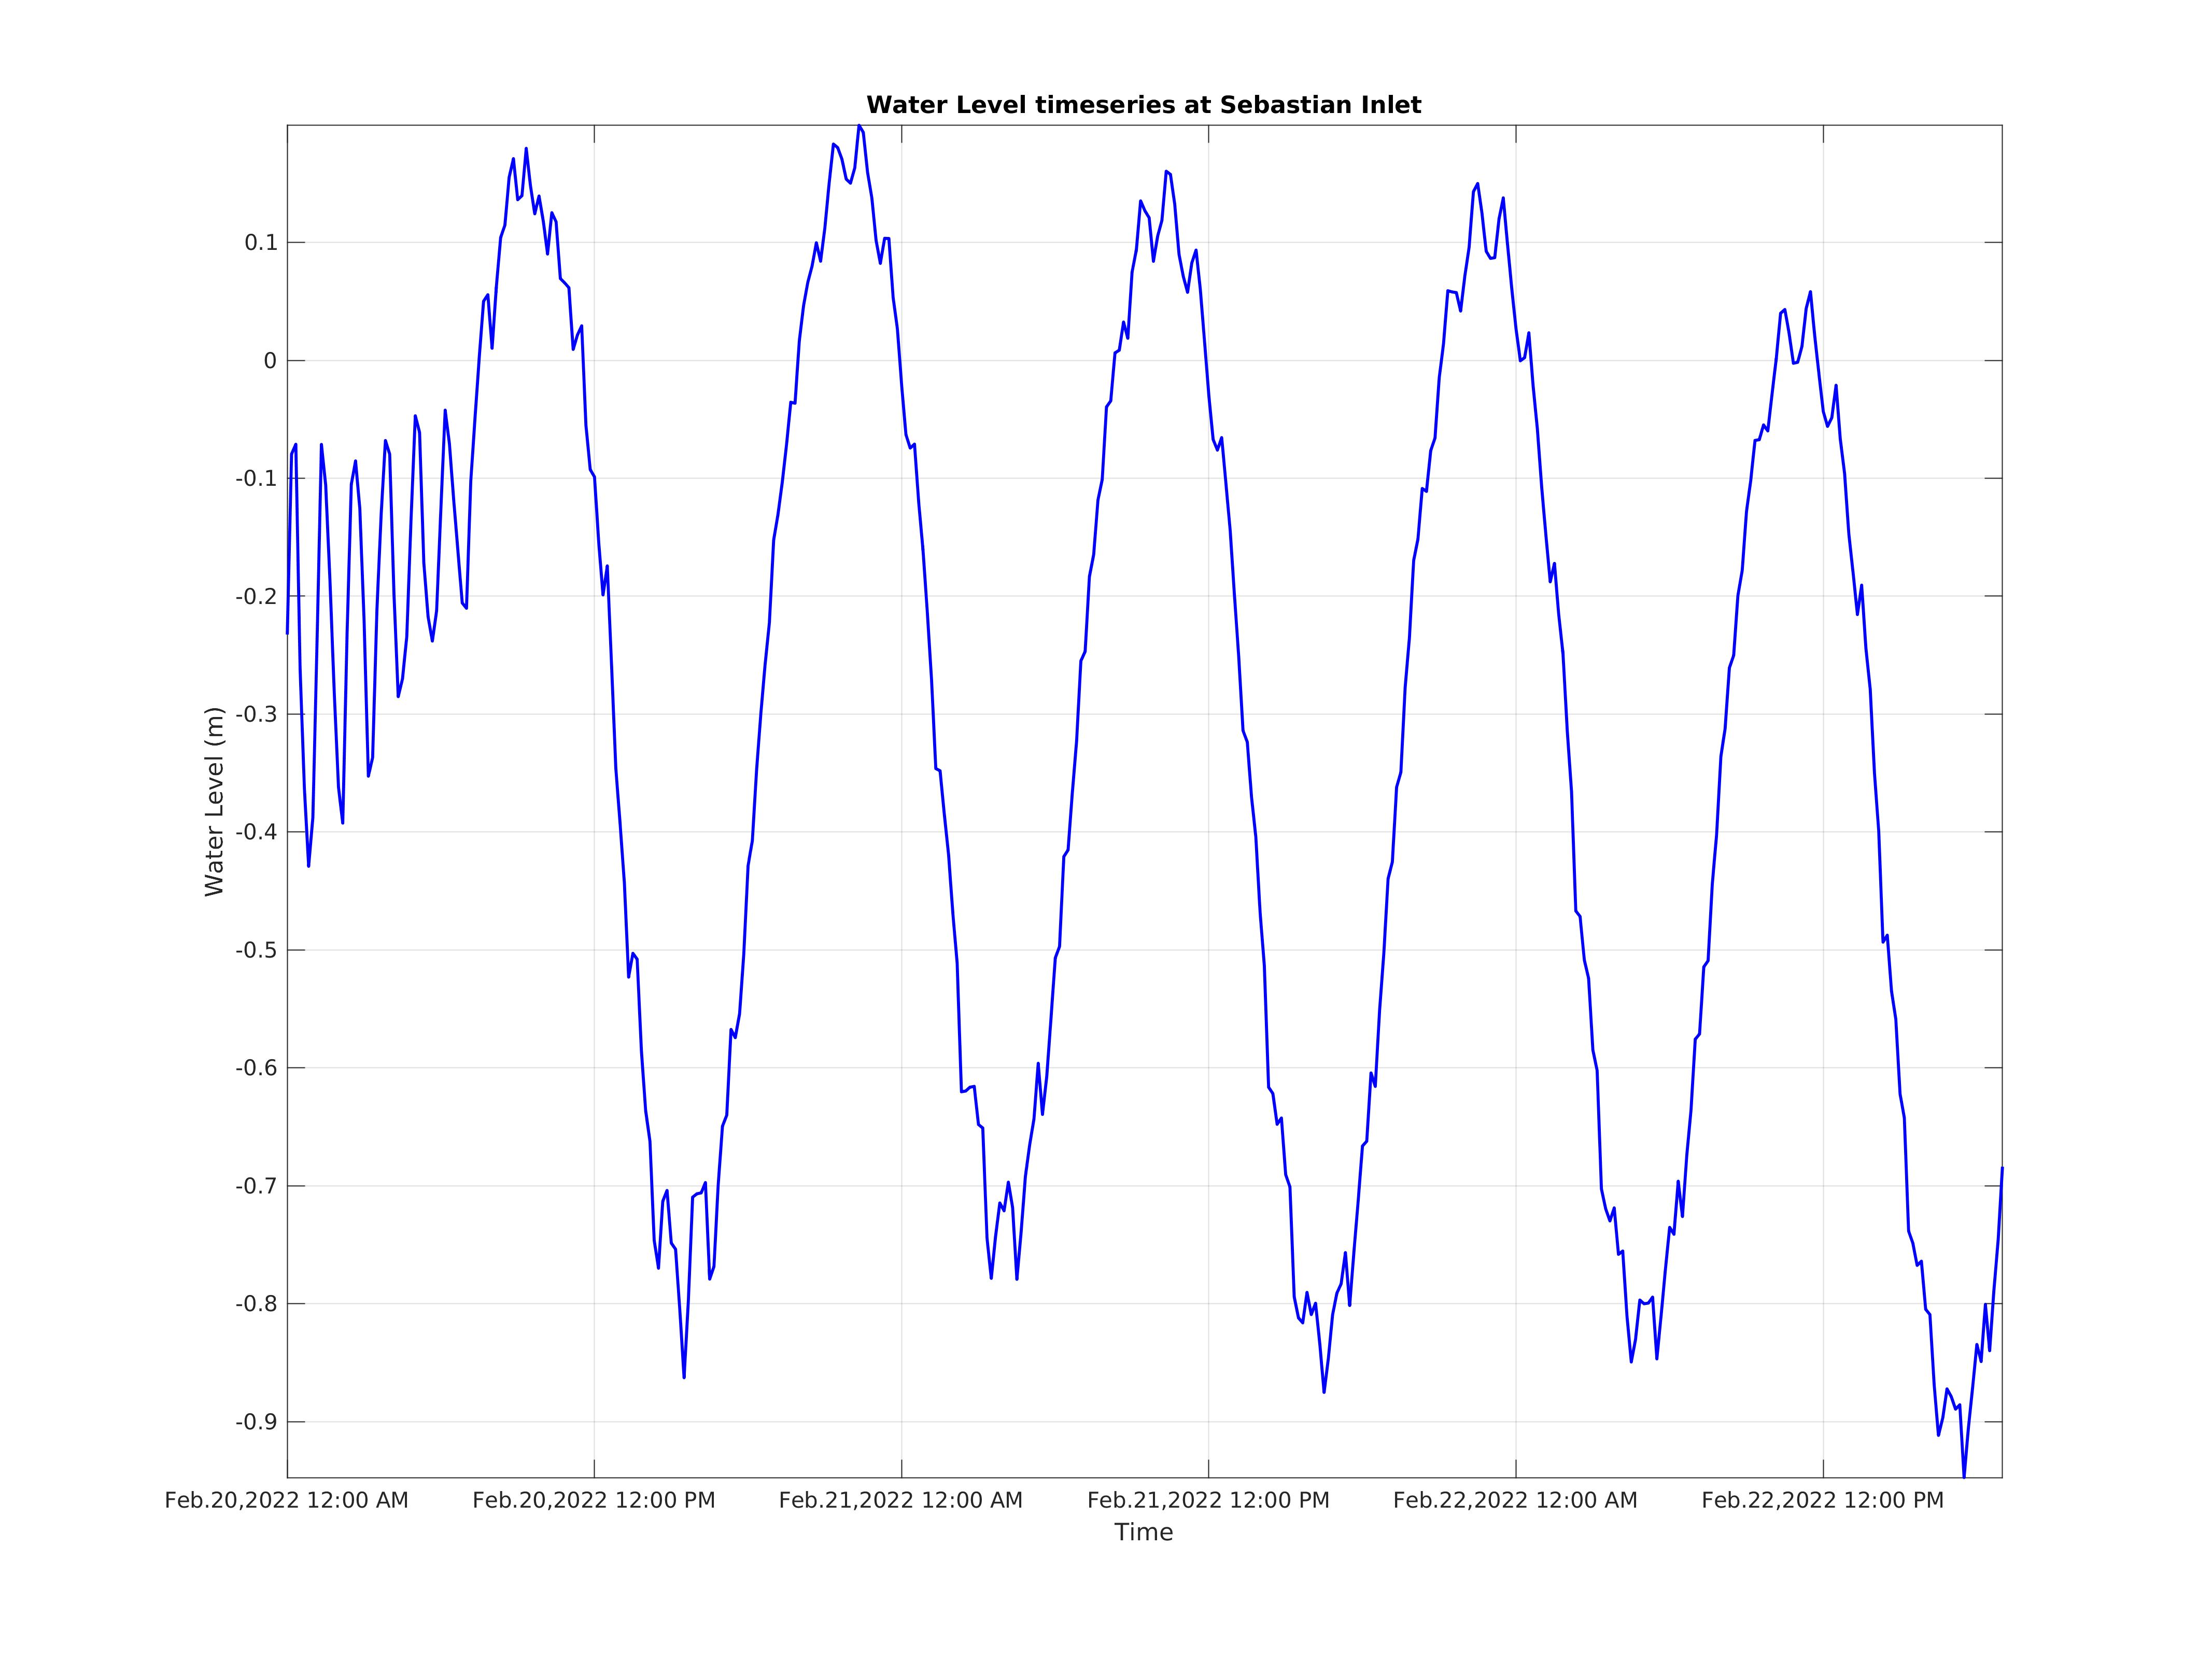 Water Level timeseries at Sebastian Inlet
0.1
0
-0.1
-0.2
-0.3
-0.4
-0.5
-0.6
-0.7
-0.8
-0.9
Water Level (m)
Feb.20,2022 12:00 AM
Feb.20,2022 12:00 PM
Feb.21,2022 12:00 AM
Feb.21,2022 12:00 PM
Feb.22,2022 12:00 AM
Feb.22,2022 12:00 PM
Time